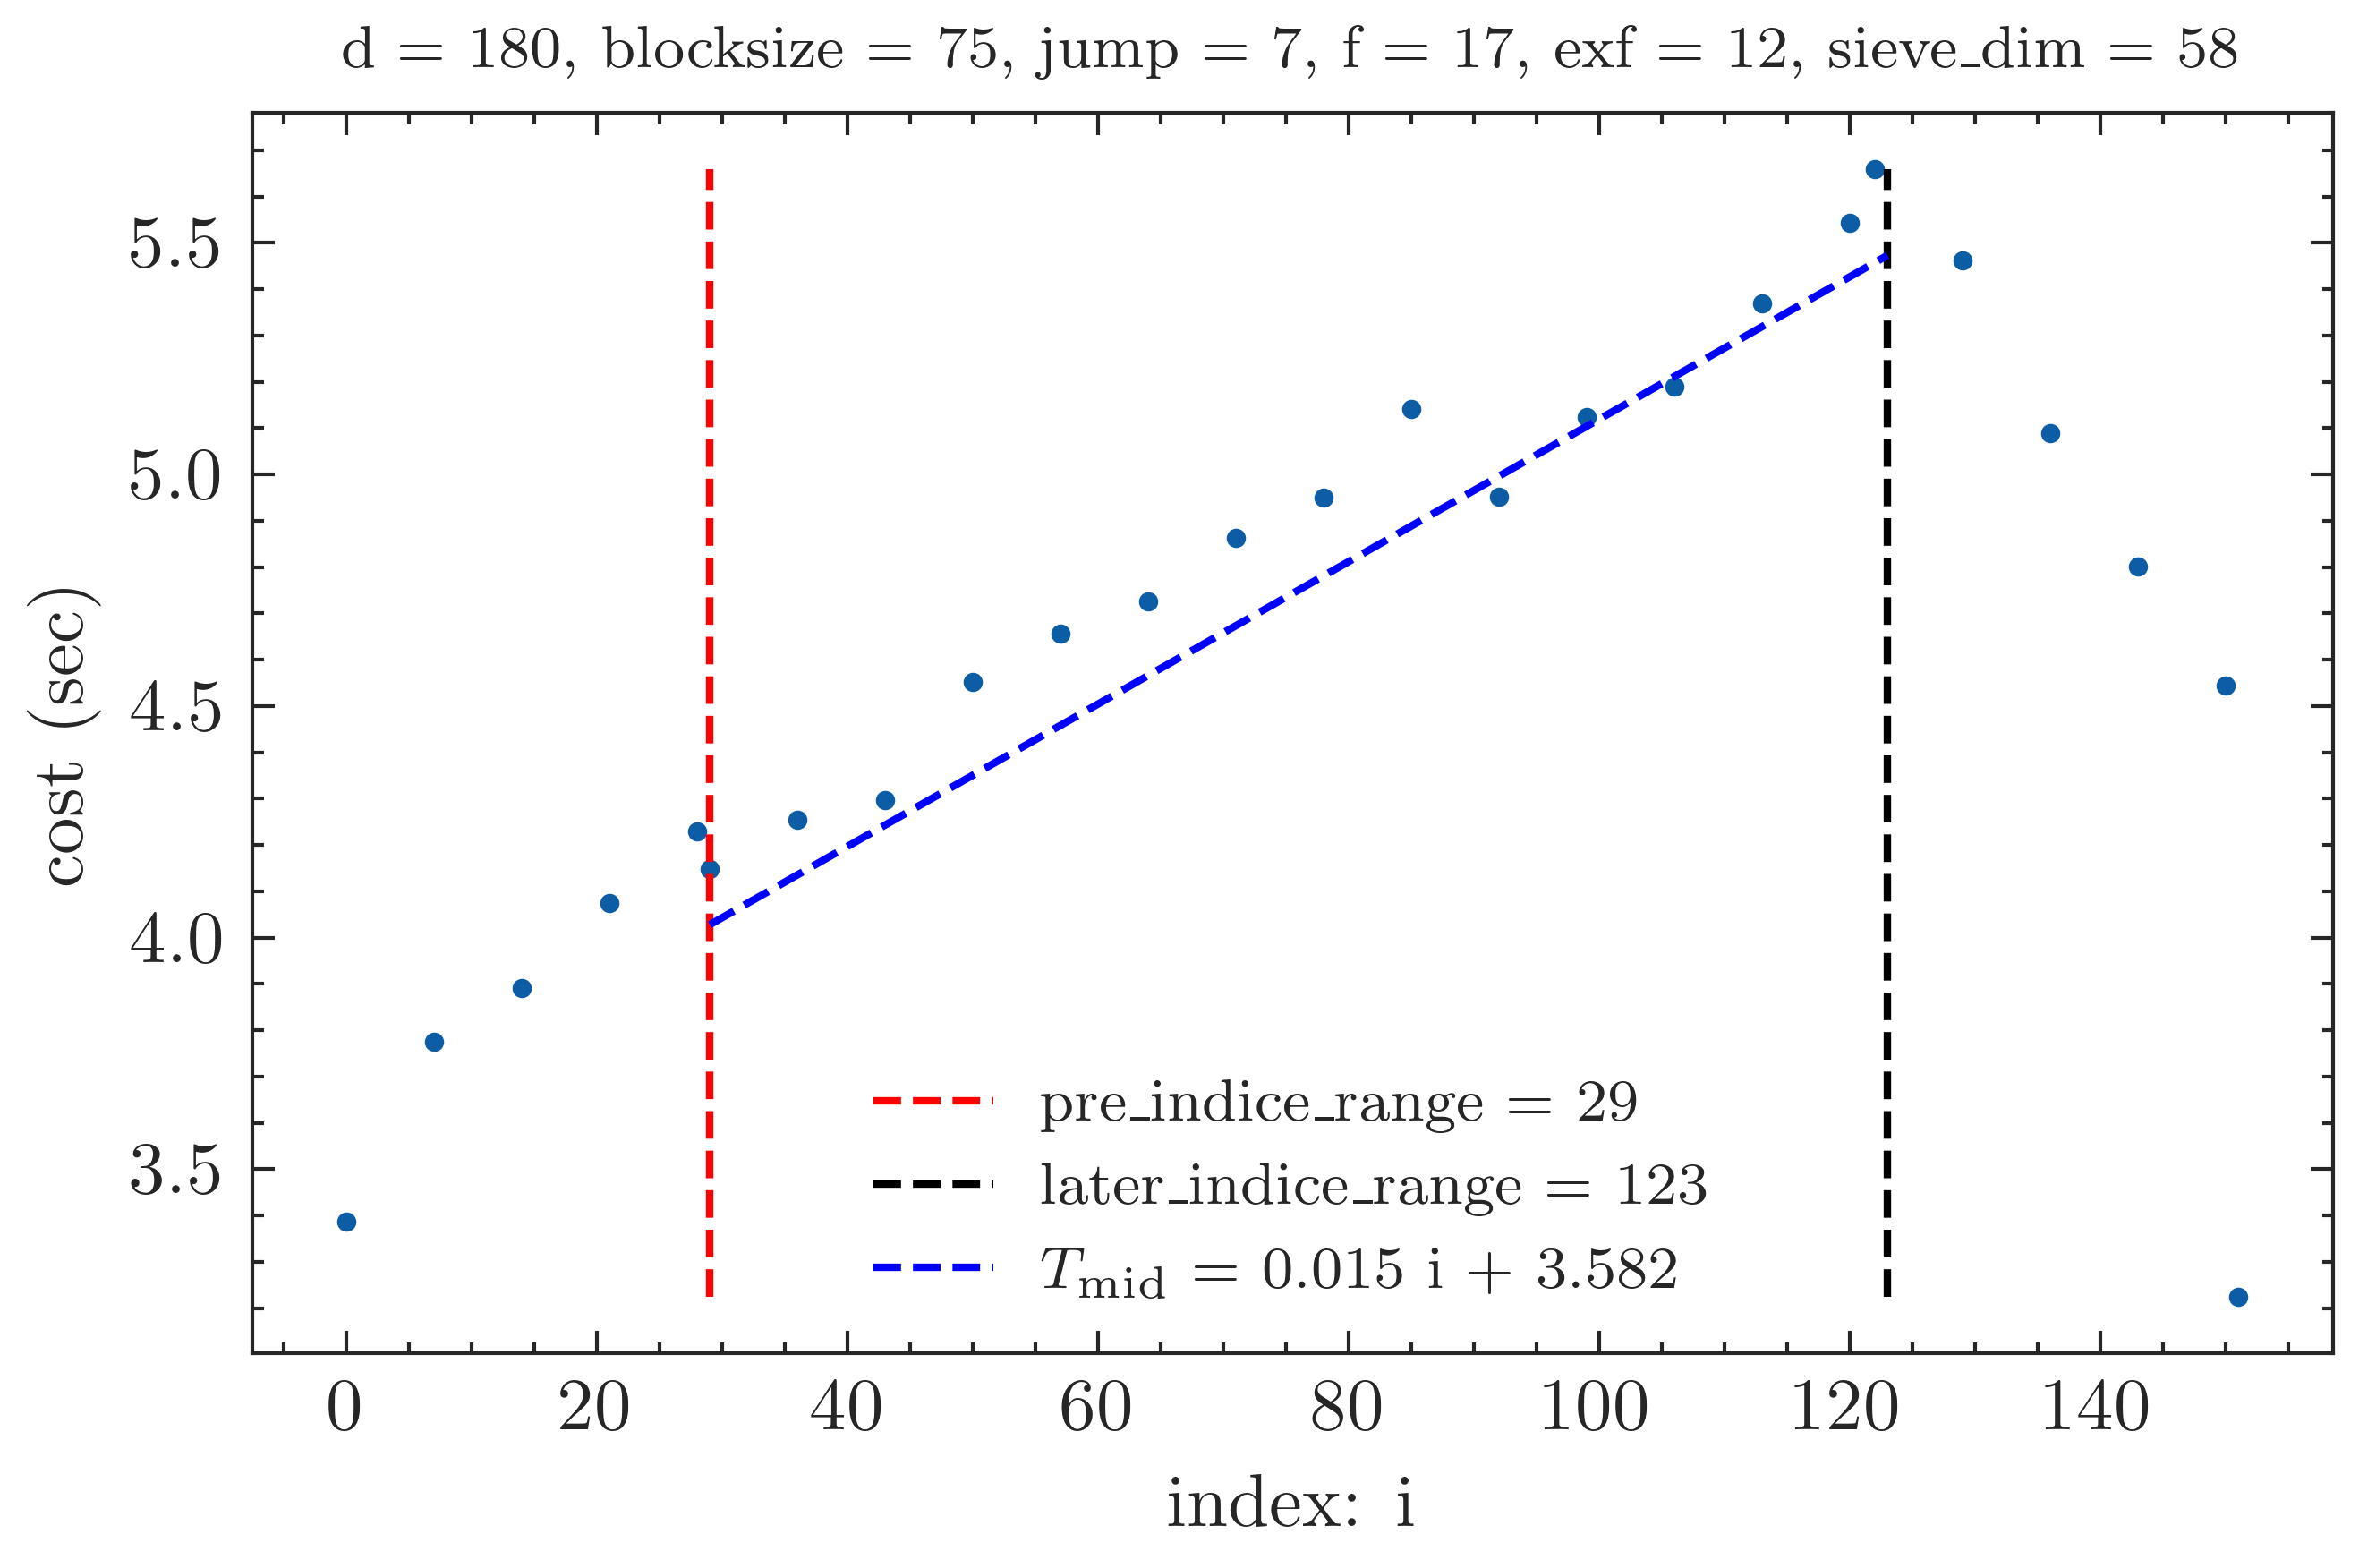 d = 180, blocksize = 75, jump = 7, f = 17, exf = 12, sieve_dim = 58
cost (sec)
5.5
5.0
4.5
4.0
3.5
pre_indice_range = 29
later_indice_range = 123
T_mid = 0.015 i + 3.582
0 20 40 60 80 100 120 140
index: i